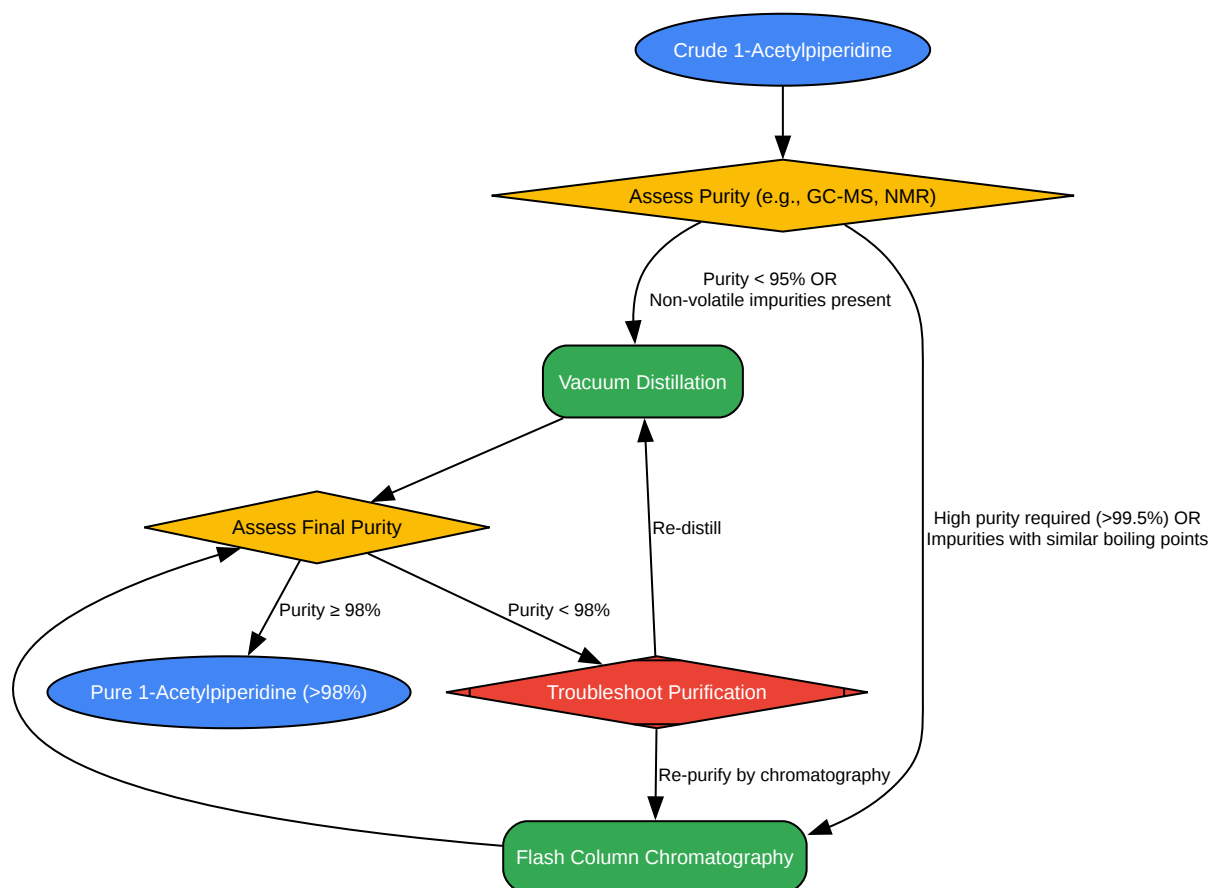 Crude 1-Acetylpiperidine
Assess Purity (e.g., GC-MS, NMR)
Purity < 95% OR
Non-volatile impurities present
Vacuum Distillation
High purity required (>99.5%) OR
Impurities with similar boiling points
Assess Final Purity
Re-distill
Purity ≥ 98%
Purity < 98%
Pure 1-Acetylpiperidine (>98%)
Troubleshoot Purification
Re-purify by chromatography
Flash Column Chromatography